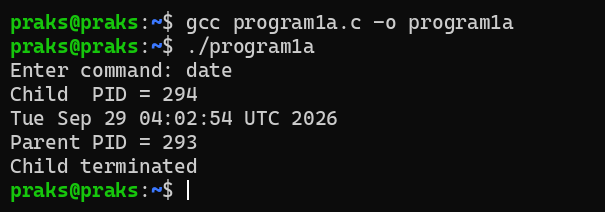 praks@praks:~$ gcc program1a.c -o program1a
praks@praks:~$ ./program1a
Enter command: date
Child  PID = 294
Tue Sep 29 04:02:54 UTC 2026
Parent PID = 293
Child terminated
praks@praks:~$